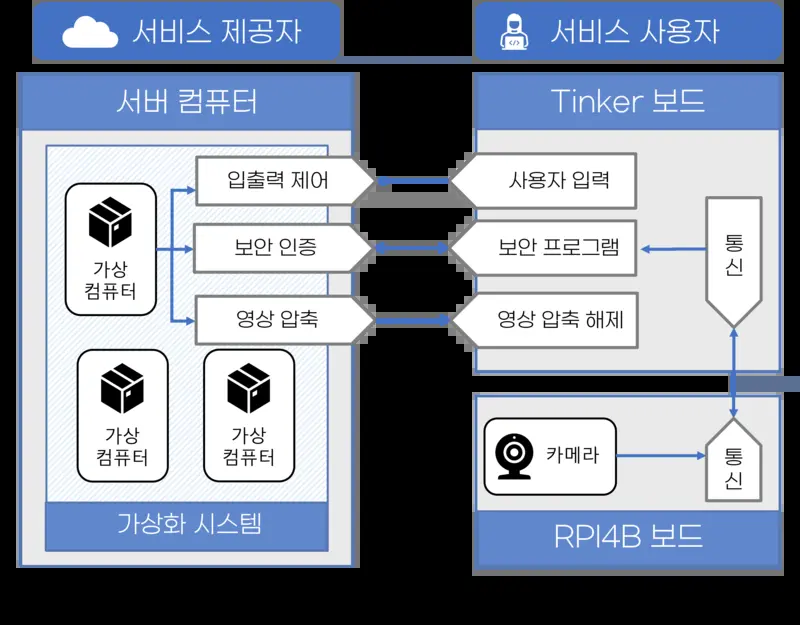 서비스 제공자
서비스 사용자
서버 컴퓨터
가상
컴퓨터
입출력 제어
보안 인증
영상 압축
가상
컴퓨터
가상
컴퓨터
가상화 시스템
Tinker 보드
사용자 입력
보안 프로그램
영상 압축 해제
통
신
카메라
통
신
RPI4B 보드